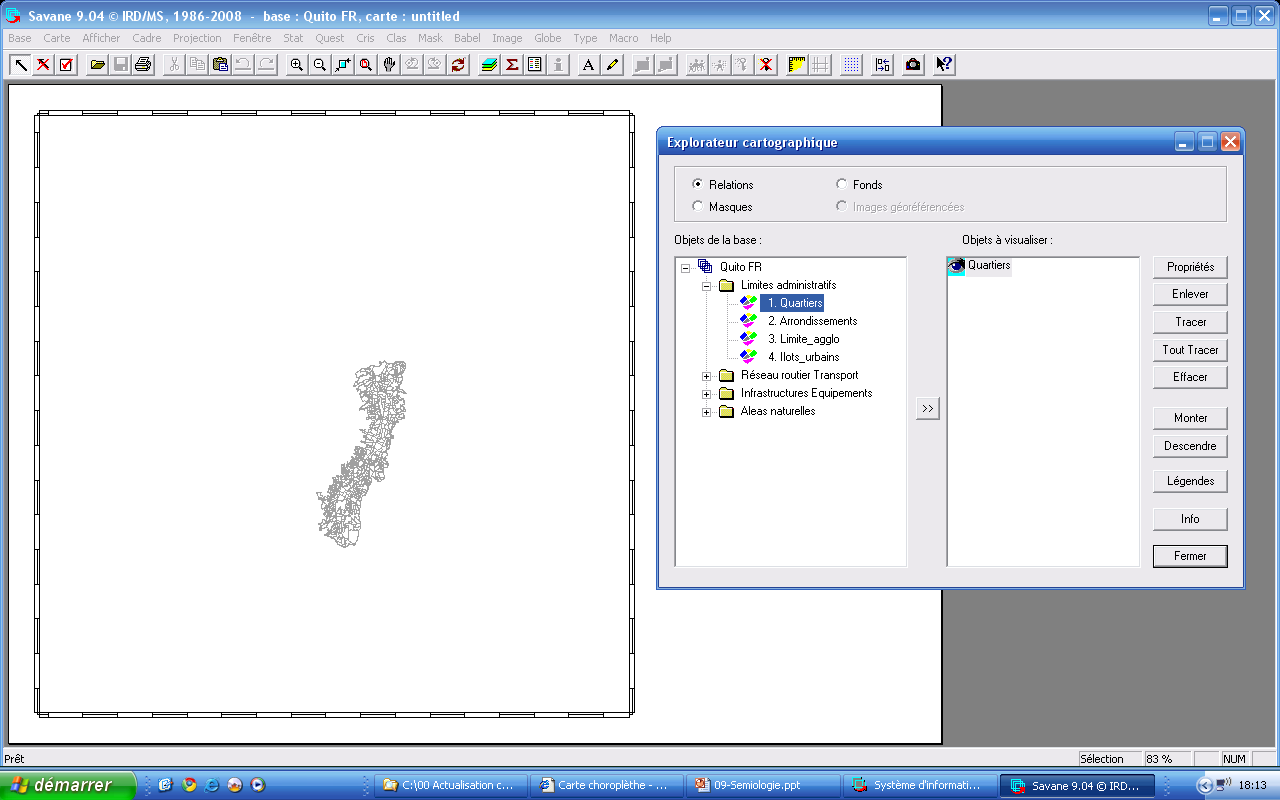 Savane 9.04 © IRD/MS, 1986-2008 - base : Quito FR, carte : untitled
Base Carte Afficher Cadre Projection Fenêtre Stat Quest Cris Clas Mask Babel Image Globe Type Macro Help
Explorateur cartographique
Relations Fonds
Masques Images géoréférencées
Objets de la base : Objets à visualiser :
Quito FR Quartiers Propriétés
Limites administratifs
1. Quartiers Enlever
2. Arrondissements Tracer
3. Limite_agglo
4. Ilots_urbains Tout Tracer
Réseau routier Transport Effacer
Infrastructures Equipements
Aleas naturelles
>> Monter
Descendre
Légendes
Info
Fermer
Prêt Sélection 83 % NUM
démarrer C:\00 Actualisation c... Carte choroplèthe - ... 09-Semiologie.ppt Système d'informati... Savane 9.04 © IRD... 18:13